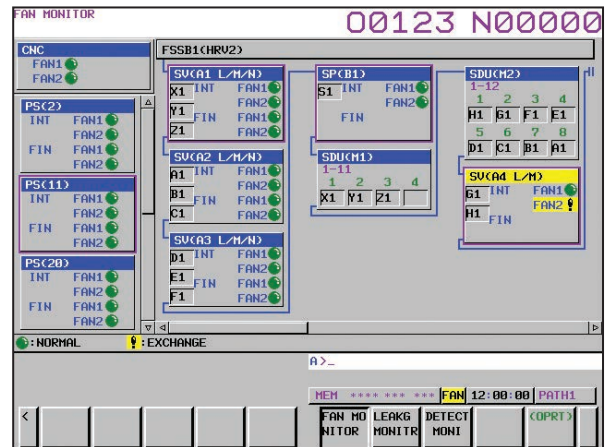 FAN MONITOR
O0123 N00000
CNC
FAN1
FAN2
PS(2)
INT FAN1
FAN2
FIN FAN1
FAN2
PS(11)
INT FAN1
FAN2
FIN FAN1
FAN2
PS(20)
INT FAN1
FAN2
FIN FAN1
FAN2
FSSB1(HRV2)
SV(A1 L/M/N)
X1 INT FAN1
FAN2
Y1 FIN FAN1
Z1 FAN2
SV(A2 L/M/N)
A1 INT FAN1
FAN2
B1 FIN FAN1
C1 FAN2
SV(A3 L/M/N)
D1 INT FAN1
FAN2
E1 FIN FAN1
F1 FAN2
SP(B1)
S1 INT FAN1
FAN2
FIN
SDU(M1)
1-11
1 2 3 4
X1 Y1 Z1
SDU(M2)
1-12
1 2 3 4
H1 G1 F1 E1
5 6 7 8
D1 C1 B1 A1
SV(A4 L/M)
G1 INT FAN1
FAN2 !
H1 FIN
:NORMAL ! :EXCHANGE
A>_
MEM **** *** *** FAN 12:00:00 PATH1
< FAN MO LEAKG DETECT (OPRT)
NITOR MONITR MONI